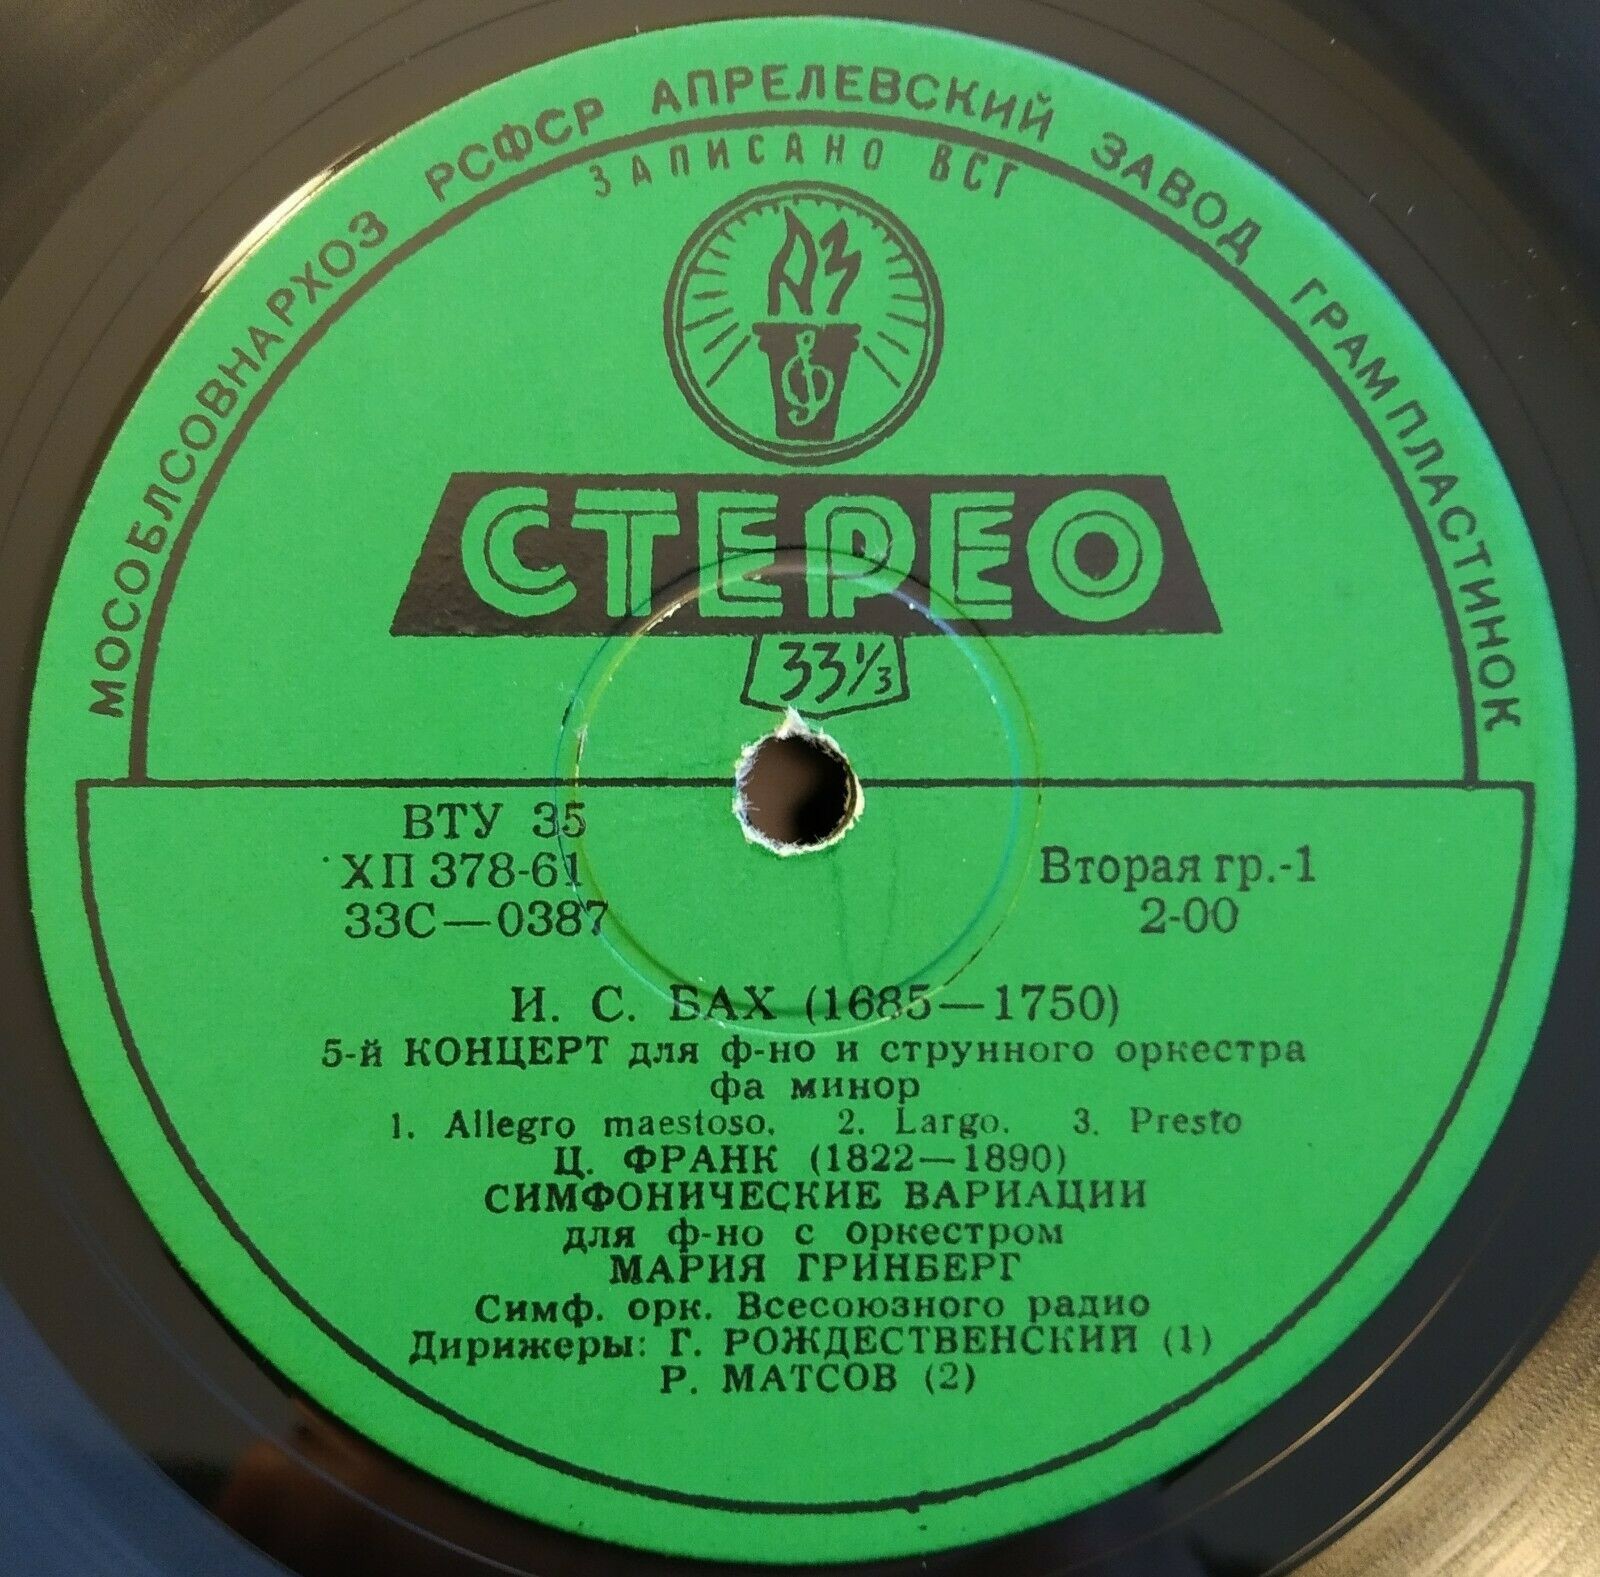 МОСОБЛСОВНАРХОЗ РСФСР АПРЕЛЕВСКИЙ ЗАВОД ГРАМПЛАСТИНОК
ЗАПИСАНО ВСГ
АЗ
СТЕРЕО
33⅓
ВТУ 35
ХП 378-61
33С—0387
Вторая гр.-1
2-00
И. С. БАХ (1685—1750)
5-й КОНЦЕРТ для ф-но и струнного оркестра
фа минор
1. Allegro maestoso. 2. Largo. 3. Presto
Ц. ФРАНК (1822—1890)
СИМФОНИЧЕСКИЕ ВАРИАЦИИ
для ф-но с оркестром
МАРИЯ ГРИНБЕРГ
Симф. орк. Всесоюзного радио
Дирижеры: Г. РОЖДЕСТВЕНСКИЙ (1)
Р. МАТСОВ (2)